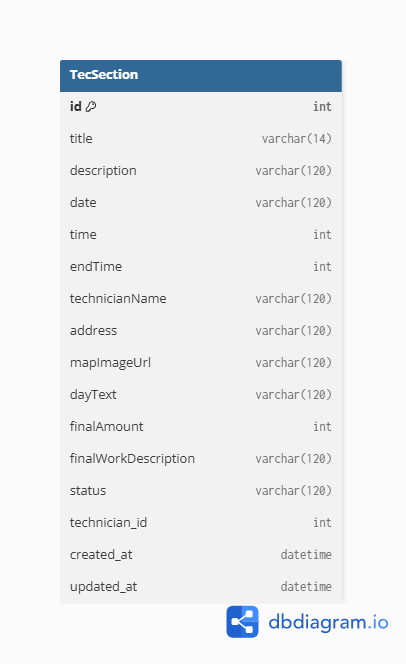 TecSection
id int
title varchar(14)
description varchar(120)
date varchar(120)
time int
endTime int
technicianName varchar(120)
address varchar(120)
mapImageUrl varchar(120)
dayText varchar(120)
finalAmount int
finalWorkDescription varchar(120)
status varchar(120)
technician_id int
created_at datetime
updated_at datetime
dbdiagram.io